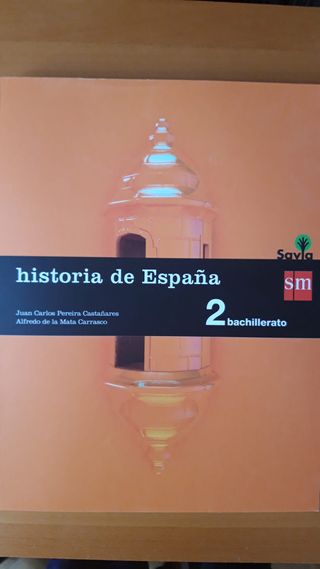 Savia
historia de España
sm
Juan Carlos Pereira Castañares
Alfredo de la Mata Carrasco
2 bachillerato